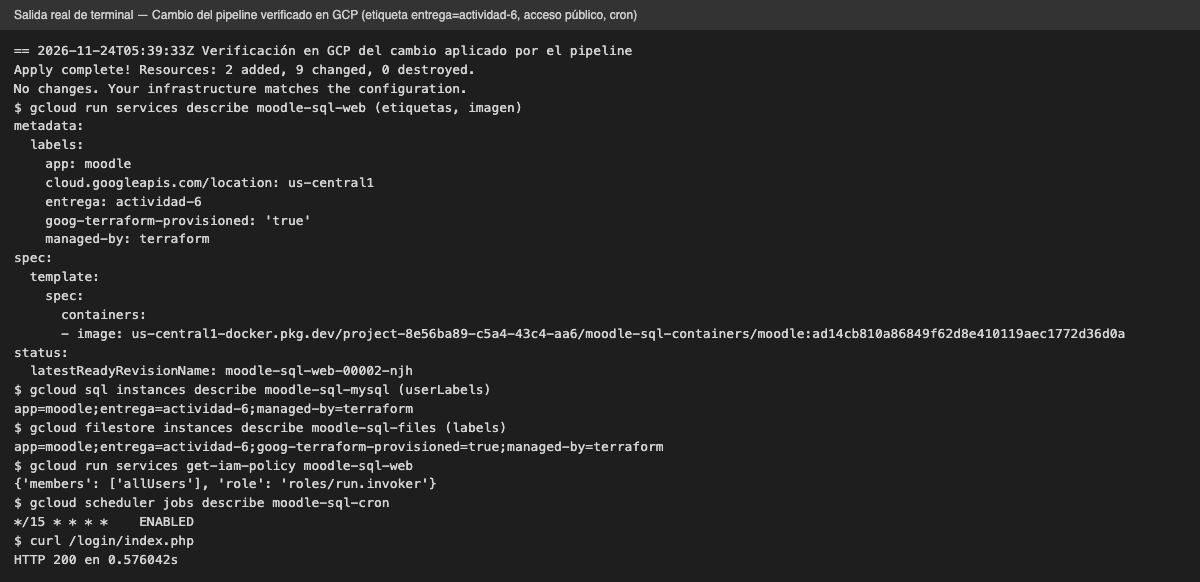 Salida real de terminal — Cambio del pipeline verificado en GCP (etiqueta entrega=actividad-6, acceso público, cron)
== 2026-11-24T05:39:33Z Verificación en GCP del cambio aplicado por el pipeline
Apply complete! Resources: 2 added, 9 changed, 0 destroyed.
No changes. Your infrastructure matches the configuration.
$ gcloud run services describe moodle-sql-web (etiquetas, imagen)
metadata:
  labels:
    app: moodle
    cloud.googleapis.com/location: us-central1
    entrega: actividad-6
    goog-terraform-provisioned: 'true'
    managed-by: terraform
spec:
  template:
    spec:
      containers:
      - image: us-central1-docker.pkg.dev/project-8e56ba89-c5a4-43c4-aa6/moodle-sql-containers/moodle:ad14cb810a86849f62d8e410119aec1772d36d0a
status:
  latestReadyRevisionName: moodle-sql-web-00002-njh
$ gcloud sql instances describe moodle-sql-mysql (userLabels)
app=moodle;entrega=actividad-6;managed-by=terraform
$ gcloud filestore instances describe moodle-sql-files (labels)
app=moodle;entrega=actividad-6;goog-terraform-provisioned=true;managed-by=terraform
$ gcloud run services get-iam-policy moodle-sql-web
{'members': ['allUsers'], 'role': 'roles/run.invoker'}
$ gcloud scheduler jobs describe moodle-sql-cron
*/15 * * * *    ENABLED
$ curl /login/index.php
HTTP 200 en 0.576042s